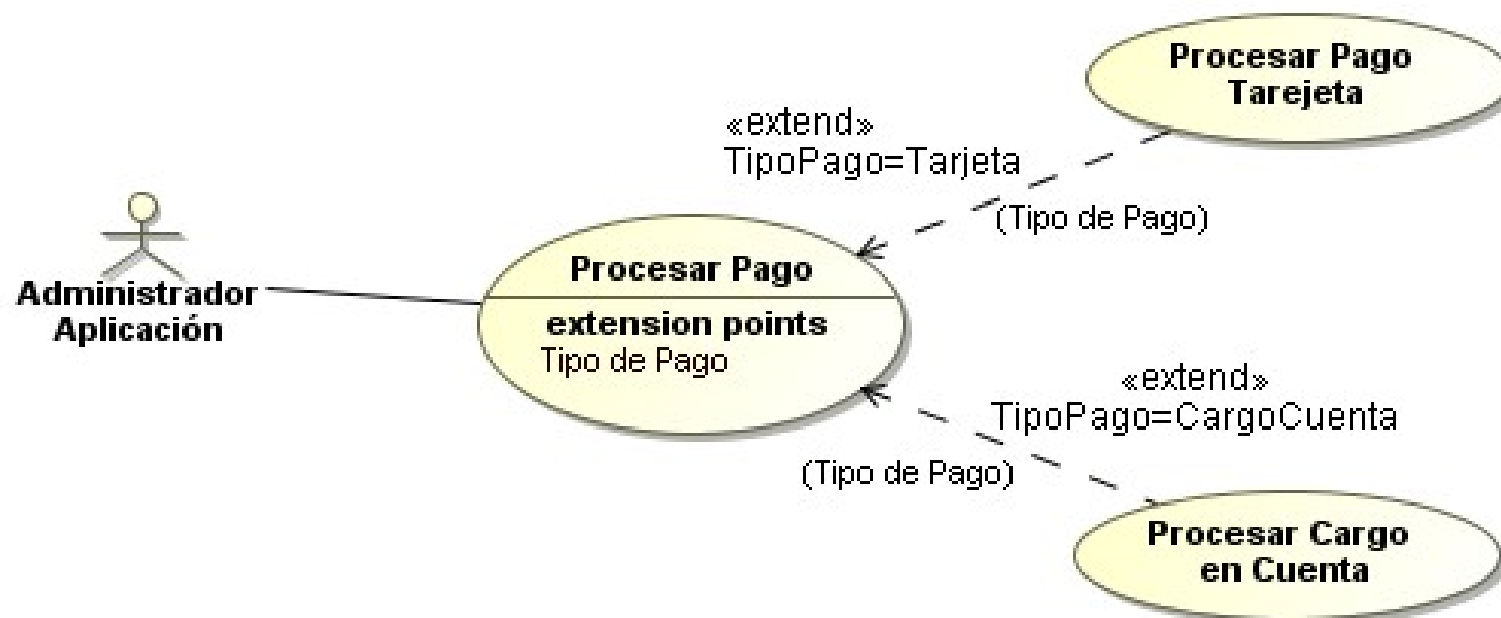 Procesar Pago
Tarejeta
«extend»
TipoPago=Tarjeta
(Tipo de Pago)
Administrador
Aplicación
Procesar Pago
extension points
Tipo de Pago
«extend»
TipoPago=CargoCuenta
(Tipo de Pago)
Procesar Cargo
en Cuenta